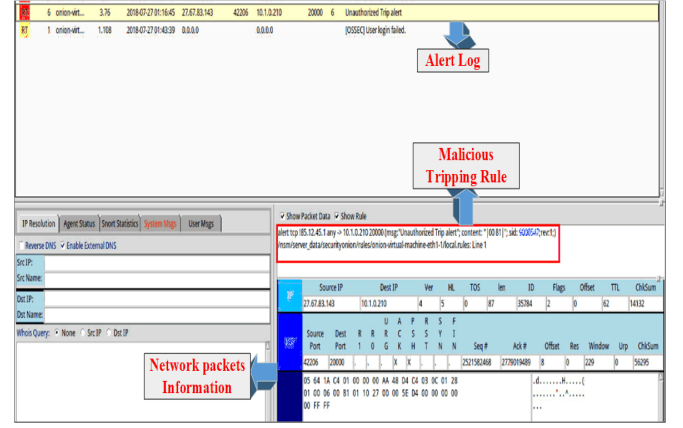 RT 6 onion-virt... 3.76 2018-07-27 01:16:45 27.67.83.143 42206 10.1.0.210 20000 6 Unauthorized Trip alert
RT 1 onion-virt... 1.108 2018-07-27 01:43:39 0.0.0.0 0.0.0.0 [OSSEC] User login failed.
Alert Log
Malicious
Tripping Rule
IP Resolution Agent Status Snort Statistics System Msgs User Msgs
Reverse DNS Enable External DNS
Src IP:
Src Name:
Dst IP:
Dst Name:
Whois Query: None Src IP Dst IP
Network packets
Information
Show Packet Data Show Rule
alert tcp !85.12.45.1 any -> 10.1.0.210 20000 (msg:"Unauthorized Trip alert"; content: "|00 81|"; sid: rev:1;)
/nsm/server_data/securityonion/rules/onion-virtual-machine-eth1-1/local.rules: Line 1
IP
Source IP Dest IP Ver HL TOS len ID Flags Offset TTL ChkSum
27.67.83.143 10.1.0.210 4 5 0 87 35784 2 0 62 14132
TCP
U A P R S F
Source Dest R R R C S S Y I
Port Port 1 0 G K H T N N Seq # Ack # Offset Res Window Urp ChkSum
42206 20000 . . . X X . . . 2521582468 2779019489 8 0 229 0 56295
05 64 1A C4 01 00 00 00 AA 48 D4 C4 03 0C 01 28 .d.......H.....(
01 00 06 00 81 01 10 27 00 00 5E D4 00 00 00 00 .......'..^.....
00 FF FF ...